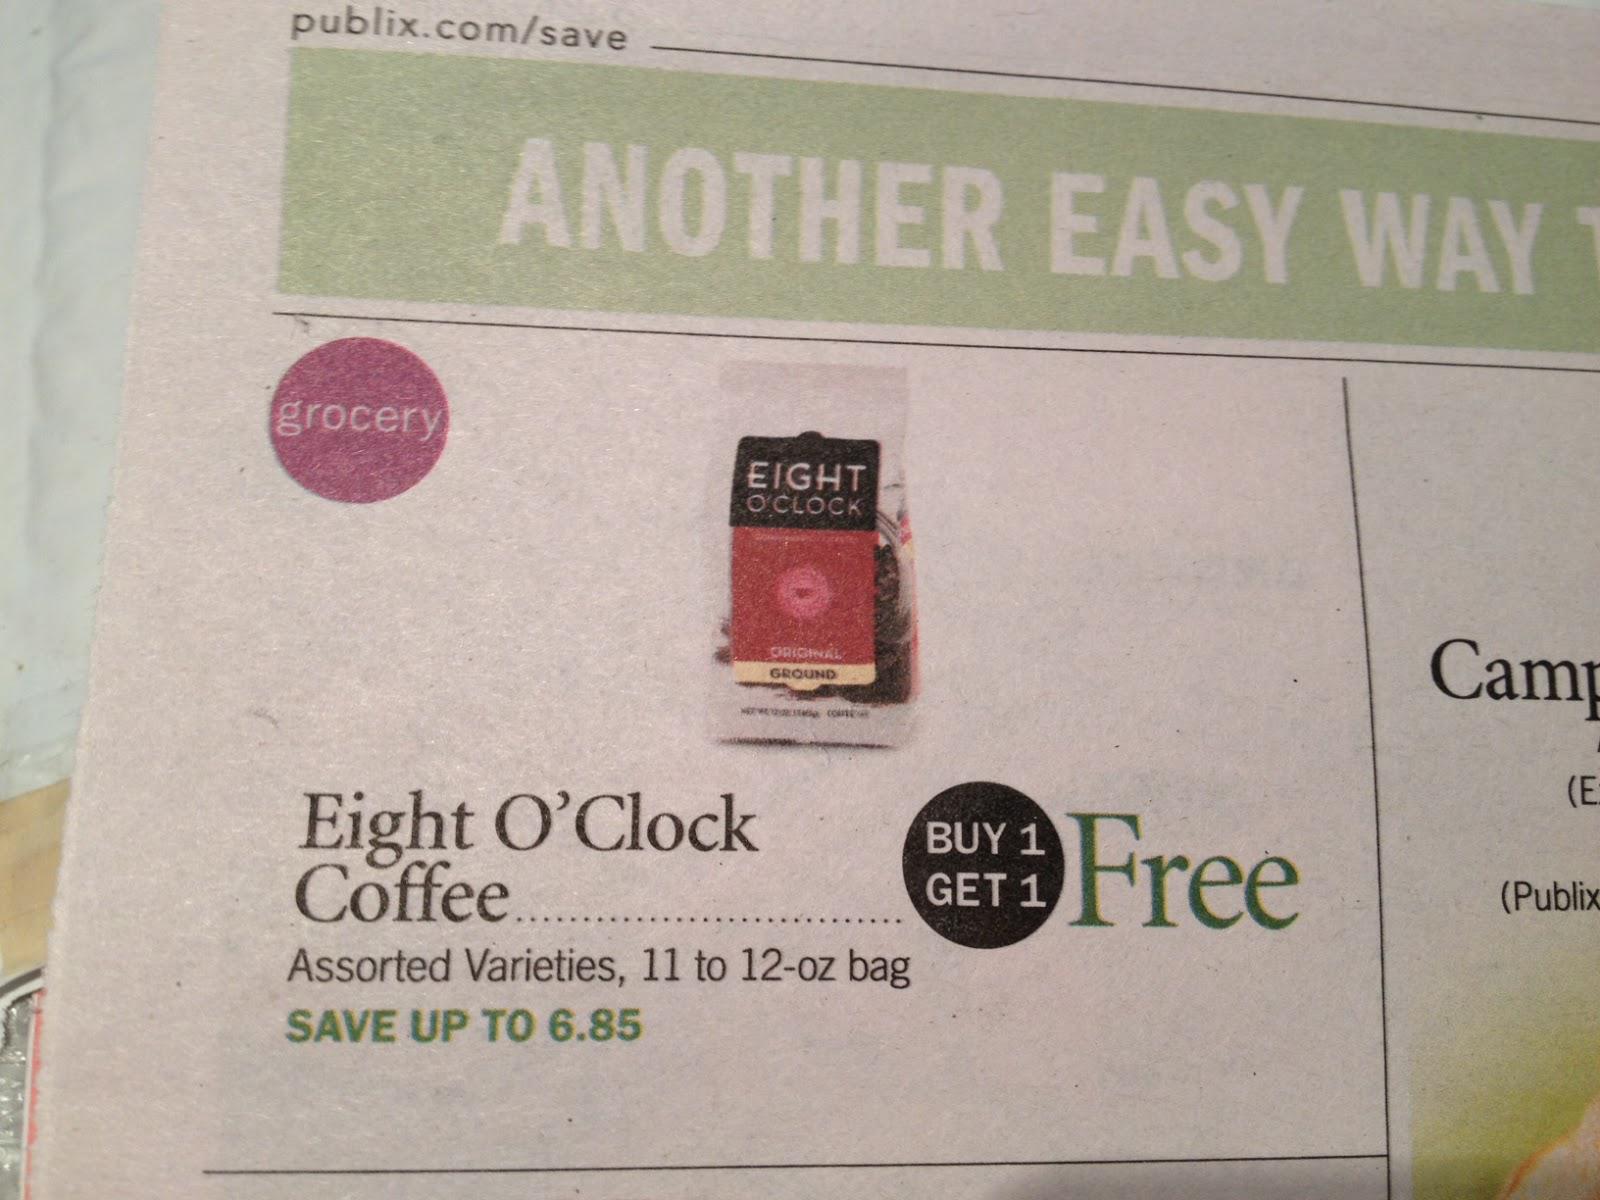 publix.com/save
ANOTHER EASY WAY
grocery
EIGHT
O'CLOCK
ORIGINAL
GROUND
Eight O'Clock
Coffee
BUY 1
GET 1
Free
Assorted Varieties, 11 to 12-oz bag
SAVE UP TO 6.85
(Publix